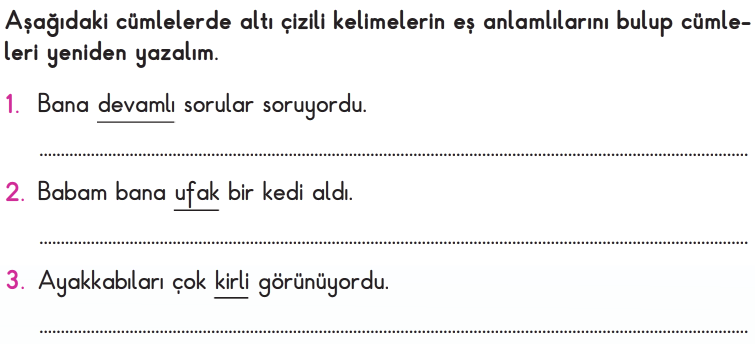 Aşağıdaki cümlelerde altı çizili kelimelerin eş anlamlılarını bulup cümle-
leri yeniden yazalım.
1. Bana devamlı sorular soruyordu.
2. Babam bana ufak bir kedi aldı.
3. Ayakkabıları çok kirli görünüyordu.